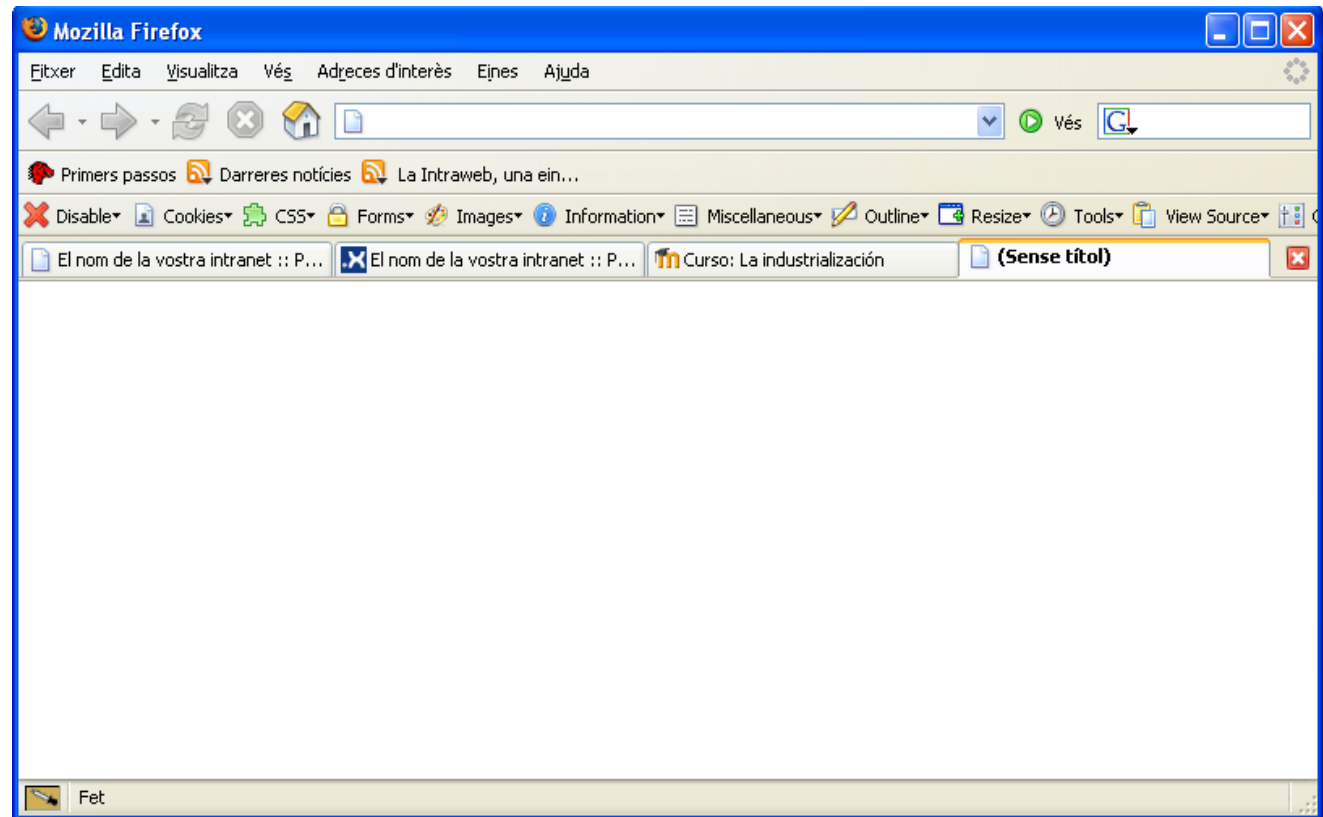 Mozilla Firefox
Fitxer Edita Visualitza Vés Adreces d'interès Eines Ajuda
Vés G
Primers passos Darreres notícies La Intraweb, una ein...
Disable Cookies CSS Forms Images Information Miscellaneous Outline Resize Tools View Source
El nom de la vostra intranet :: P... .X El nom de la vostra intranet :: P... m Curso: La industrialización (Sense títol)
Fet